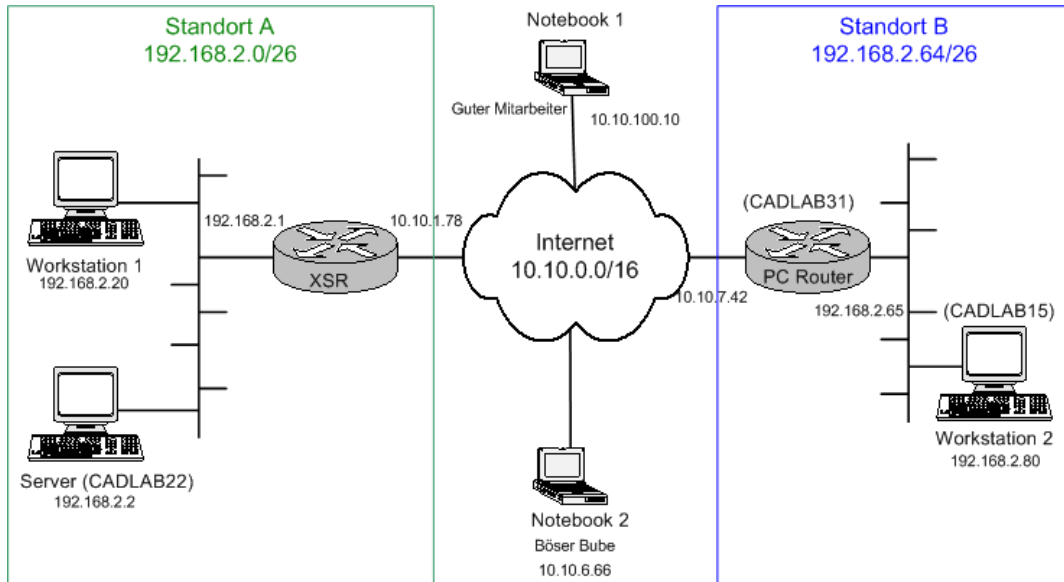 Standort A
192.168.2.0/26
Workstation 1
192.168.2.20
Server (CADLAB22)
192.168.2.2
192.168.2.1
XSR
10.10.1.78
Notebook 1
Guter Mitarbeiter
10.10.100.10
Internet
10.10.0.0/16
Notebook 2
Böser Bube
10.10.6.66
Standort B
192.168.2.64/26
(CADLAB31)
PC Router
10.10.7.42
192.168.2.65
(CADLAB15)
Workstation 2
192.168.2.80